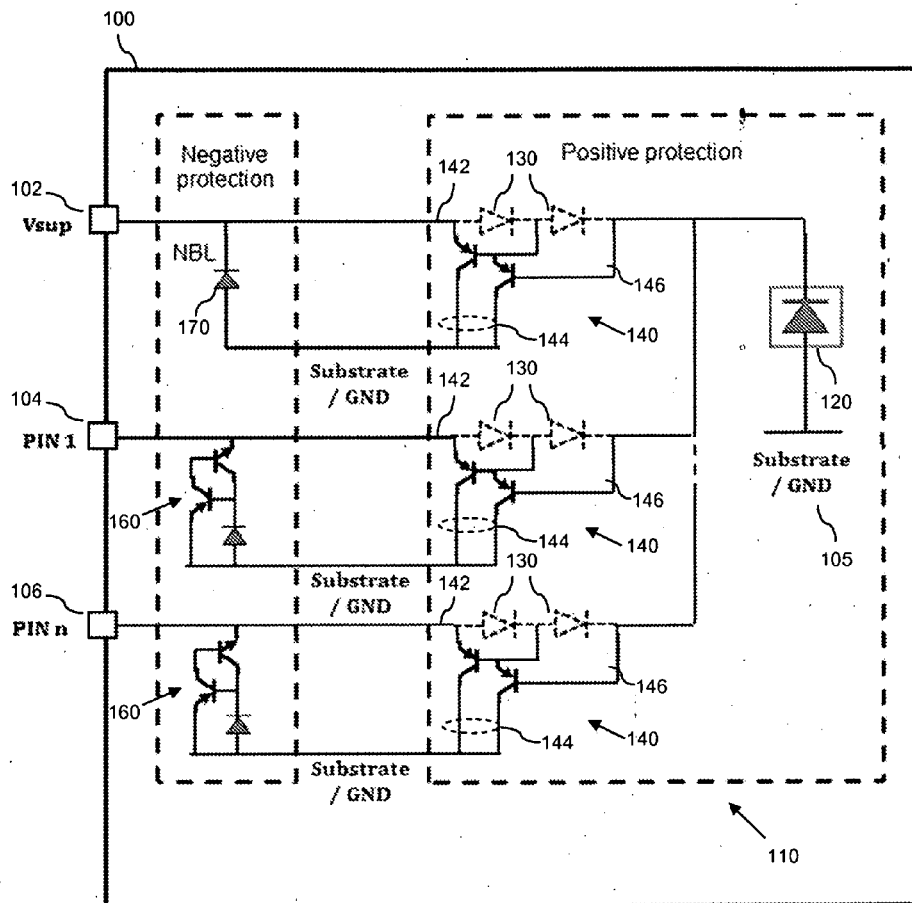 100
Negative
protection
Positive protection
130
142
102
Vsup
NBL
170
146
144
140
120
Substrate
/ GND
104
PIN 1
142
130
Substrate
/ GND
105
160
146
144
140
106
PIN n
Substrate
/ GND
142
130
160
146
144
140
Substrate
/ GND
110